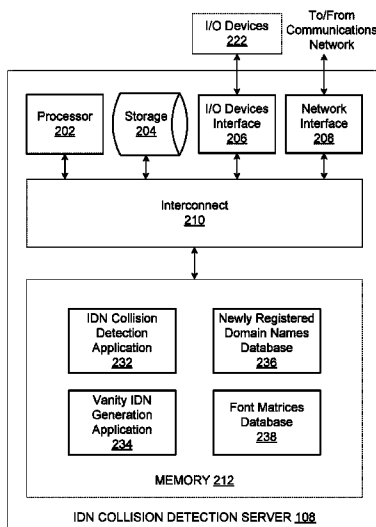 I/O Devices
222
To/From
Communications
Network
Processor
202
Storage
204
I/O Devices
Interface
206
Network
Interface
208
Interconnect
210
IDN Collision
Detection
Application
232
Newly Registered
Domain Names
Database
236
Vanity IDN
Generation
Application
234
Font Matrices
Database
238
MEMORY 212
IDN COLLISION DETECTION SERVER 108